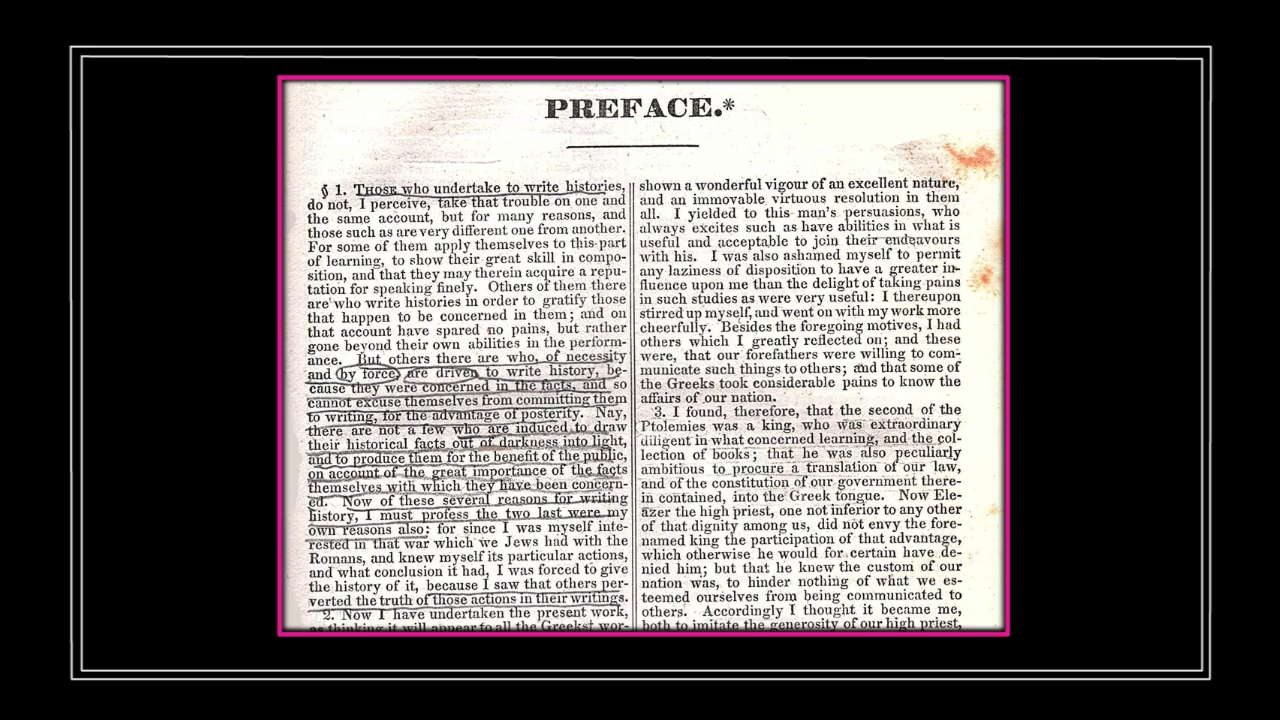 PREFACE.*
§ 1. THOSE who undertake to write histories,
do not, I perceive, take that trouble on one and
the same account, but for many reasons, and
those such as are very different one from another.
For some of them apply themselves to this part
of learning, to show their great skill in compo-
sition, and that they may therein acquire a repu-
tation for speaking finely. Others of them there
are who write histories in order to gratify those
that happen to be concerned in them; and on
that account have spared no pains, but rather
gone beyond their own abilities in the perform-
ance. But others there are who, of necessity
and by force, are driven to write history, be-
cause they were concerned in the facts, and so
cannot excuse themselves from committing them
to writing, for the advantage of posterity. Nay,
there are not a few who are induced to draw
their historical facts out of darkness into light,
and to produce them for the benefit of the public,
on account of the great importance of the facts
themselves with which they have been concern-
ed. Now of these several reasons for writing
history, I must profess the two last were my
own reasons also: for since I was myself inte-
rested in that war which we Jews had with the
Romans, and knew myself its particular actions,
and what conclusion it had, I was forced to give
the history of it, because I saw that others per-
verted the truth of those actions in their writings.
2. Now I have undertaken the present work,
as thinking it will appear to all the Greeks† wor-
shown a wonderful vigour of an excellent nature,
and an immovable virtuous resolution in them
all. I yielded to this man's persuasions, who
always excites such as have abilities in what is
useful and acceptable to join their endeavours
with his. I was also ashamed myself to permit
any laziness of disposition to have a greater in-
fluence upon me than the delight of taking pains
in such studies as were very useful: I thereupon
stirred up myself, and went on with my work more
cheerfully. Besides the foregoing motives, I had
others which I greatly reflected on; and these
were, that our forefathers were willing to com-
municate such things to others; and that some of
the Greeks took considerable pains to know the
affairs of our nation.
3. I found, therefore, that the second of the
Ptolemies was a king, who was extraordinary
diligent in what concerned learning, and the col-
lection of books; that he was also peculiarly
ambitious to procure a translation of our law,
and of the constitution of our government there-
in contained, into the Greek tongue. Now Ele-
azer the high priest, one not inferior to any other
of that dignity among us, did not envy the fore-
named king the participation of that advantage,
which otherwise he would for certain have de-
nied him; but that he knew the custom of our
nation was, to hinder nothing of what we es-
teemed ourselves from being communicated to
others. Accordingly I thought it became me,
both to imitate the generosity of our high priest,